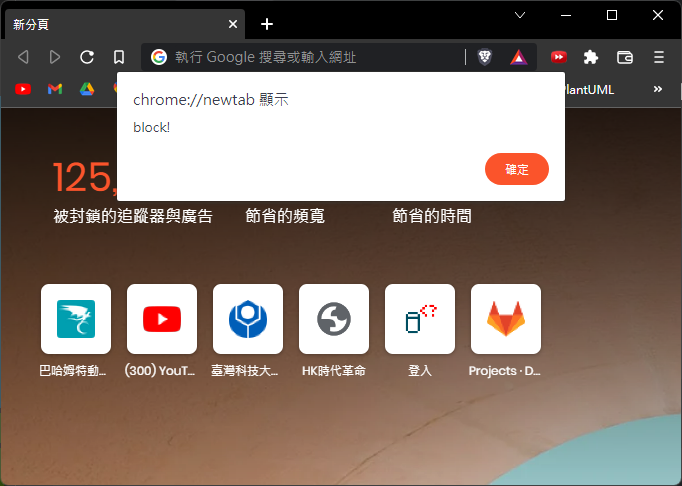 新分頁
執行 Google 搜尋或輸入網址
PlantUML
chrome://newtab 顯示
block!
確定
125,
被封鎖的追蹤器與廣告
節省的頻寬
節省的時間
巴哈姆特動...
(300) YouT...
臺灣科技大...
HK時代革命
登入
Projects · D...